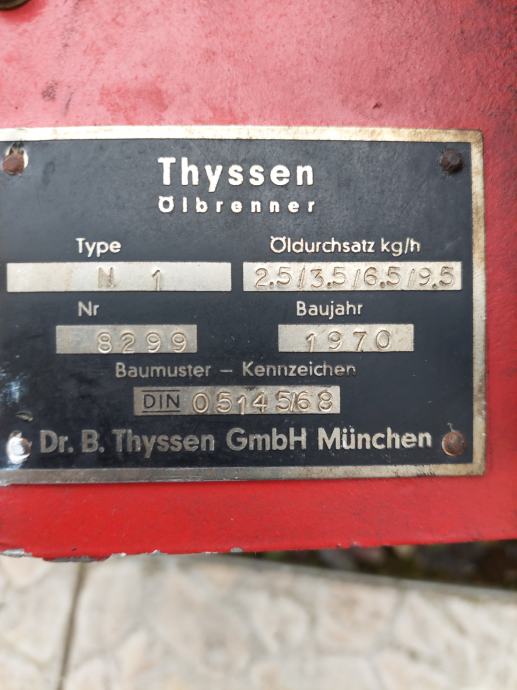 Thyssen
Ölbrenner
Type Öldurchsatz kg/h
N 1 2.5/3.5/6.5/9.5
Nr Baujahr
8299 1970
Baumuster – Kennzeichen
DIN 05145/68
Dr. B. Thyssen GmbH München